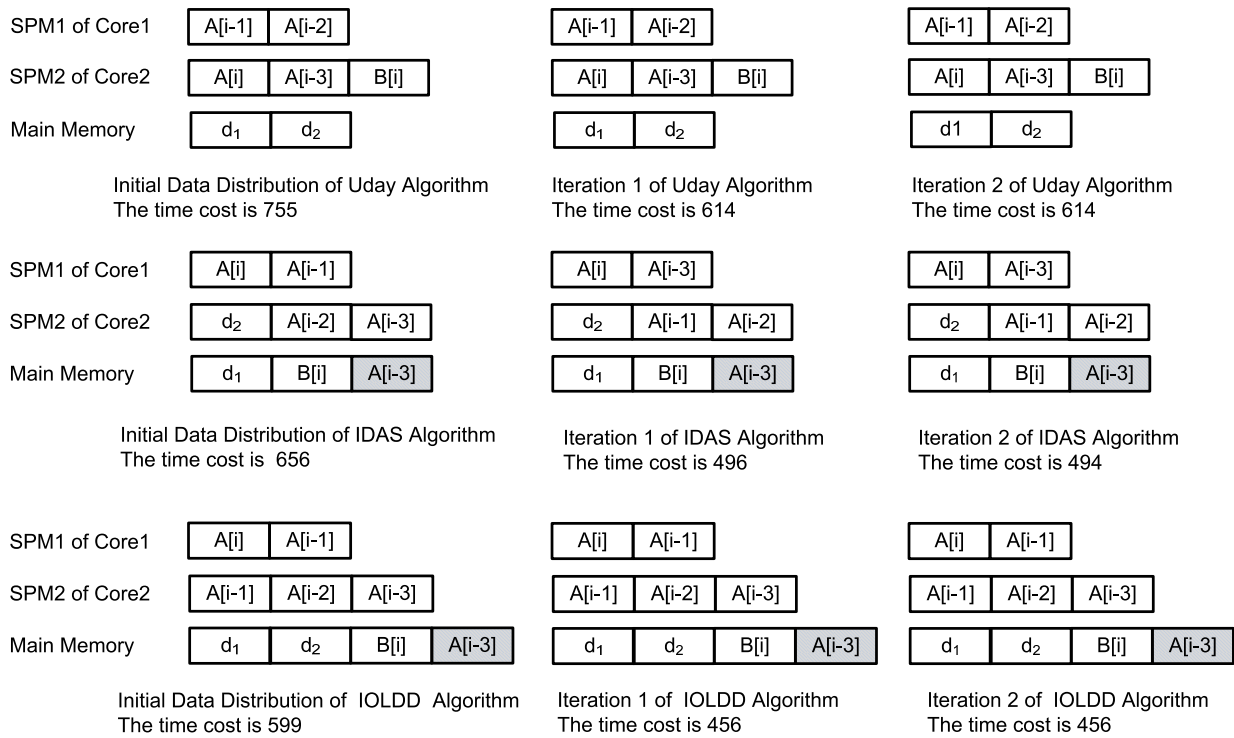 SPM1 of Core1 A[i-1] A[i-2] A[i-1] A[i-2] A[i-1] A[i-2]
SPM2 of Core2 A[i] A[i-3] B[i] A[i] A[i-3] B[i] A[i] A[i-3] B[i]
Main Memory d₁ d₂ d₁ d₂ d1 d₂
Initial Data Distribution of Uday Algorithm Iteration 1 of Uday Algorithm Iteration 2 of Uday Algorithm
The time cost is 755 The time cost is 614 The time cost is 614
SPM1 of Core1 A[i] A[i-1] A[i] A[i-3] A[i] A[i-3]
SPM2 of Core2 d₂ A[i-2] A[i-3] d₂ A[i-1] A[i-2] d₂ A[i-1] A[i-2]
Main Memory d₁ B[i] A[i-3] d₁ B[i] A[i-3] d₁ B[i] A[i-3]
Initial Data Distribution of IDAS Algorithm Iteration 1 of IDAS Algorithm Iteration 2 of IDAS Algorithm
The time cost is 656 The time cost is 496 The time cost is 494
SPM1 of Core1 A[i] A[i-1] A[i] A[i-1] A[i] A[i-1]
SPM2 of Core2 A[i-1] A[i-2] A[i-3] A[i-1] A[i-2] A[i-3] A[i-1] A[i-2] A[i-3]
Main Memory d₁ d₂ B[i] A[i-3] d₁ d₂ B[i] A[i-3] d₁ d₂ B[i] A[i-3]
Initial Data Distribution of IOLDD Algorithm Iteration 1 of IOLDD Algorithm Iteration 2 of IOLDD Algorithm
The time cost is 599 The time cost is 456 The time cost is 456